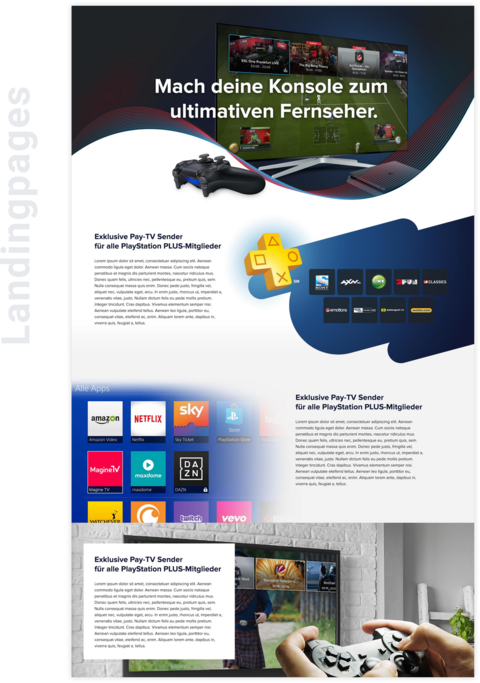 Landingpages
Mach deine Konsole zum
ultimativen Fernseher.
Exklusive Pay-TV Sender
für alle PlayStation PLUS-Mitglieder
Lorem ipsum dolor sit amet, consectetuer adipiscing elit. Aenean
commodo ligula eget dolor. Aenean massa. Cum sociis natoque
penatibus et magnis dis parturient montes, nascetur ridiculus mus.
Donec quam felis, ultricies nec, pellentesque eu, pretium quis, sem.
Nulla consequat massa quis enim. Donec pede justo, fringilla vel,
aliquet nec, vulputate eget, arcu. In enim justo, rhoncus ut, imperdiet a,
venenatis vitae, justo. Nullam dictum felis eu pede mollis pretium.
Integer tincidunt. Cras dapibus. Vivamus elementum semper nisi.
Aenean vulputate eleifend tellus. Aenean leo ligula, porttitor eu,
consequat vitae, eleifend ac, enim. Aliquam lorem ante, dapibus in,
viverra quis, feugiat a, tellus.
AXN
CLASSICS
emotions
All Apps
amazon
NETFLIX
sky
Store
Amazon Video
Netflix
Sky Ticket
PlayStation Store
MagineTV
maxdome
DAZN
Magine TV
maxdome
DAZN
WATCHEVER
twitch
vevo
Exklusive Pay-TV Sender
für alle PlayStation PLUS-Mitglieder
Lorem ipsum dolor sit amet, consectetuer adipiscing elit. Aenean
commodo ligula eget dolor. Aenean massa. Cum sociis natoque
penatibus et magnis dis parturient montes, nascetur ridiculus mus.
Donec quam felis, ultricies nec, pellentesque eu, pretium quis, sem.
Nulla consequat massa quis enim. Donec pede justo, fringilla vel,
aliquet nec, vulputate eget, arcu. In enim justo, rhoncus ut, imperdiet a,
venenatis vitae, justo. Nullam dictum felis eu pede mollis pretium.
Integer tincidunt. Cras dapibus. Vivamus elementum semper nisi.
Aenean vulputate eleifend tellus. Aenean leo ligula, porttitor eu,
consequat vitae, eleifend ac, enim. Aliquam lorem ante, dapibus in,
viverra quis, feugiat a, tellus.
Exklusive Pay-TV Sender
für alle PlayStation PLUS-Mitglieder
Lorem ipsum dolor sit amet, consectetuer adipiscing elit. Aenean
commodo ligula eget dolor. Aenean massa. Cum sociis natoque
penatibus et magnis dis parturient montes, nascetur ridiculus mus.
Donec quam felis, ultricies nec, pellentesque eu, pretium quis, sem.
Nulla consequat massa quis enim. Donec pede justo, fringilla vel,
aliquet nec, vulputate eget, arcu. In enim justo, rhoncus ut, imperdiet a,
venenatis vitae, justo. Nullam dictum felis eu pede mollis pretium.
Integer tincidunt. Cras dapibus. Vivamus elementum semper nisi.
Aenean vulputate eleifend tellus. Aenean leo ligula, porttitor eu,
consequat vitae, eleifend ac, enim. Aliquam lorem ante, dapibus in,
viverra quis, feugiat a, tellus.